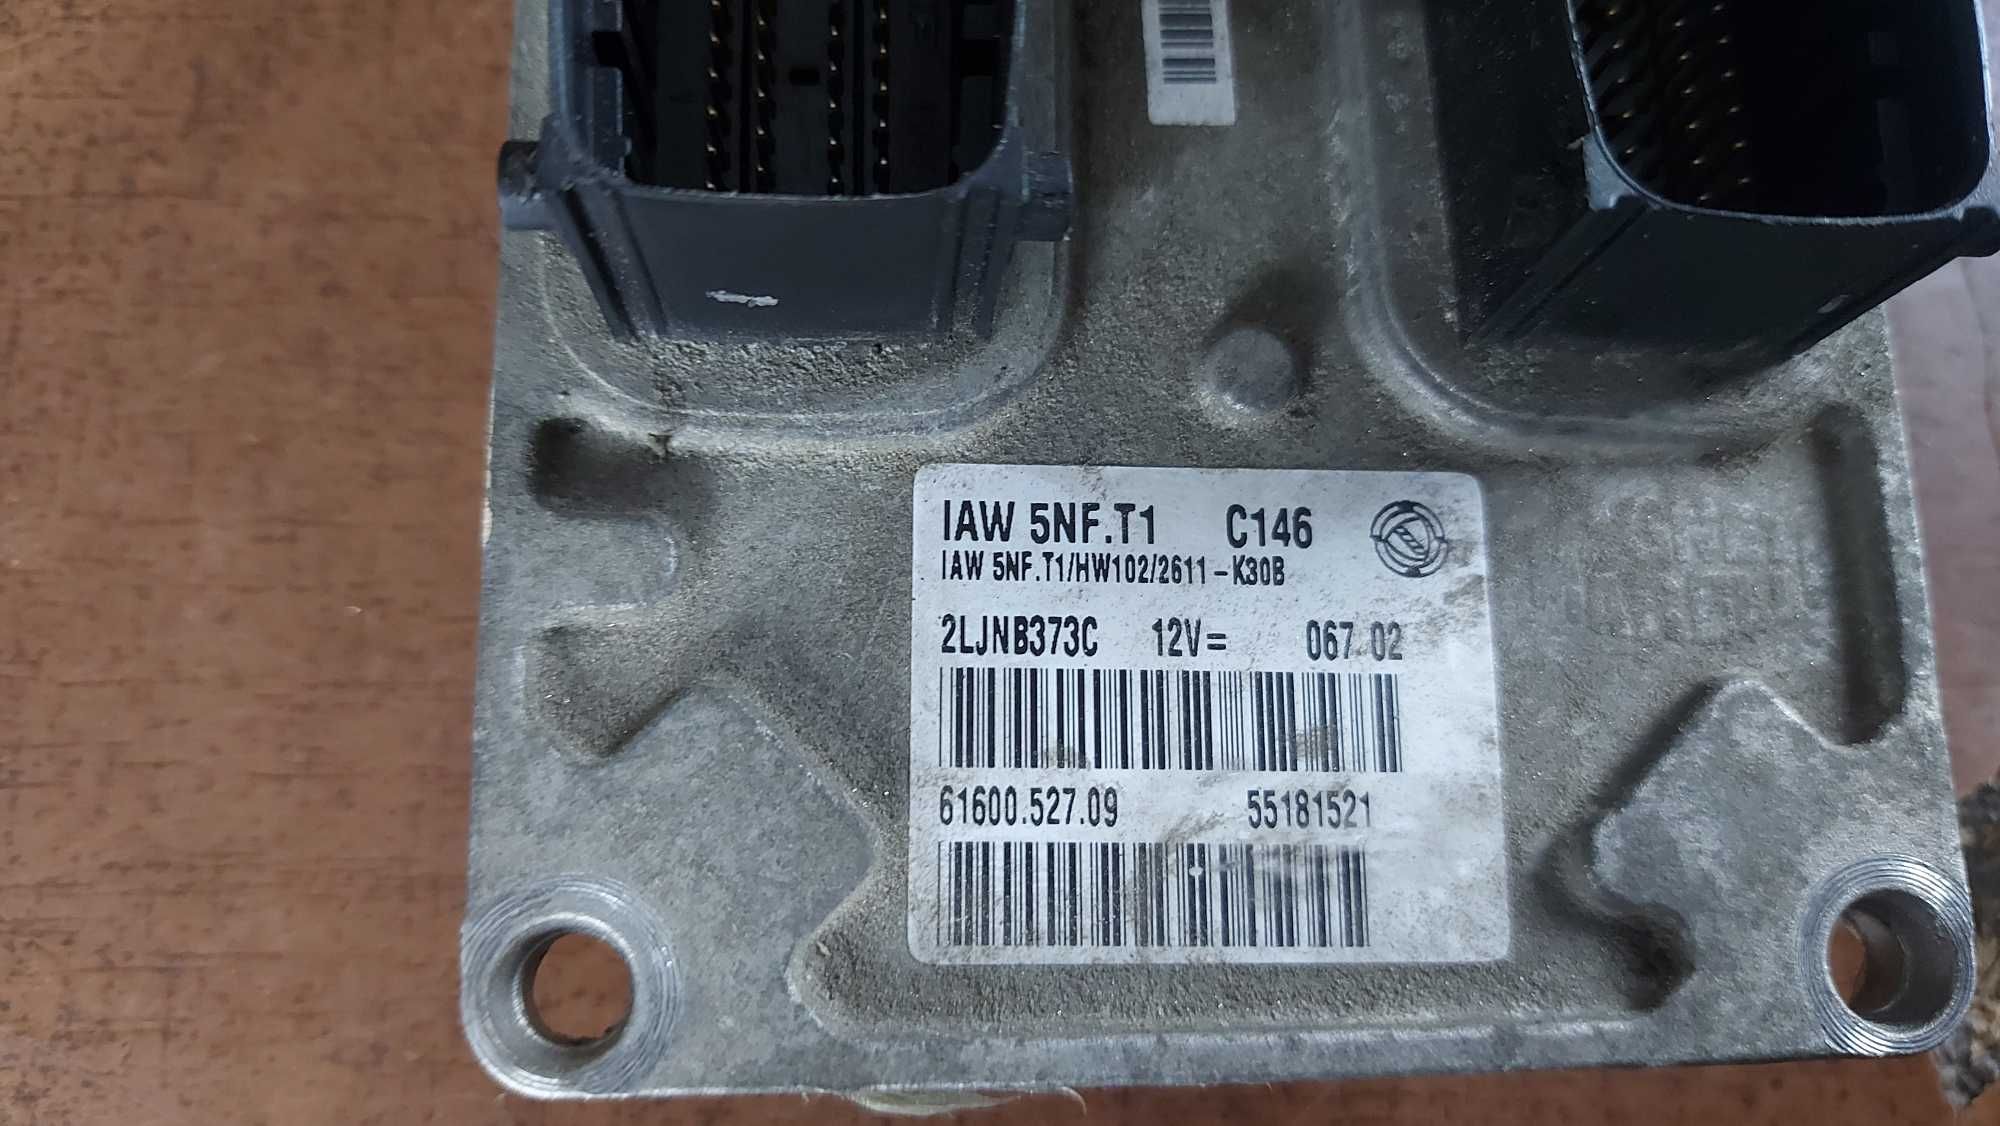 IAW 5NF.T1 C146
IAW 5NF.T1/HW102/2611-K30B
2LJNB373C 12V= 067 02
61600.527.09 55181521